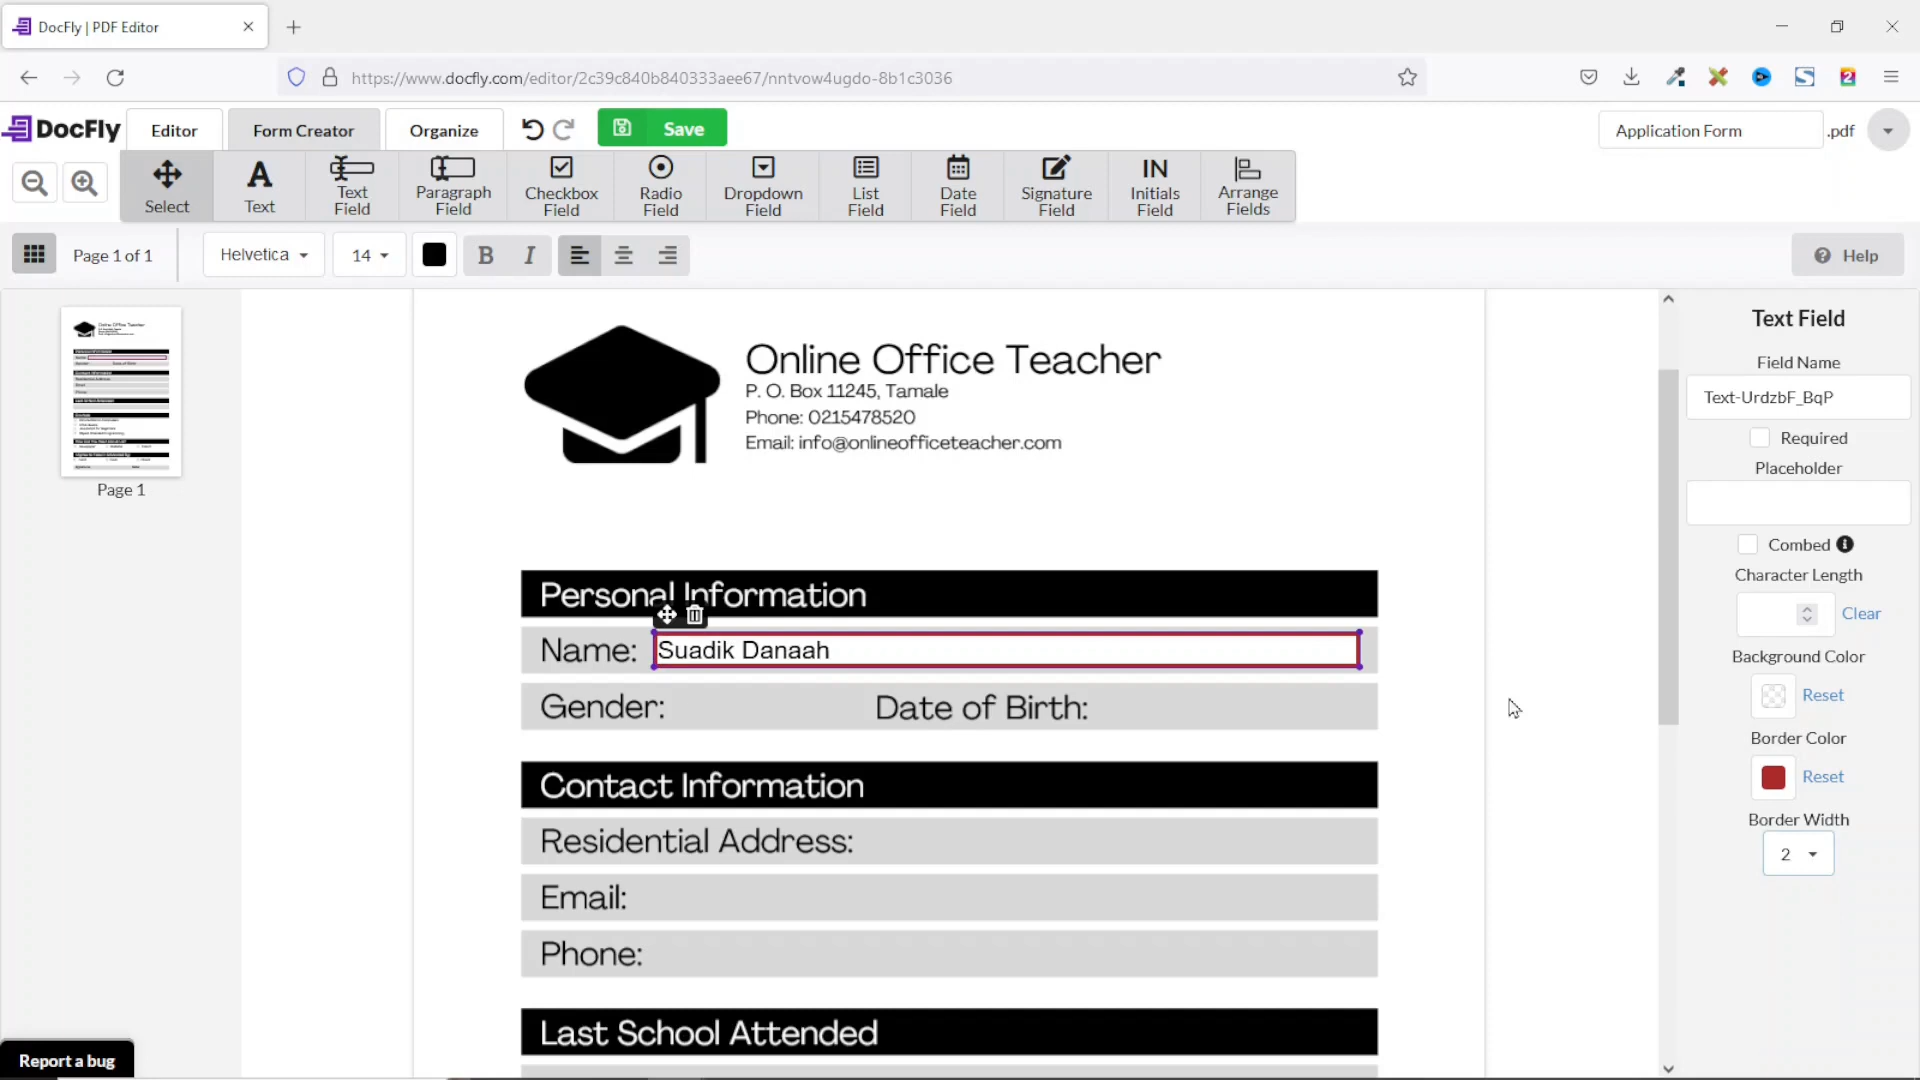 DocFly | PDF Editor
https://www.docfly.com/editor/2c39c840b840333aee67/nntvow4ugdo-8b1c3036
DocFly
Editor
Form Creator
Organize
Save
Application Form
.pdf
Select
A
Text
Text
Field
Paragraph
Field
Checkbox
Field
Radio
Field
Dropdown
Field
List
Field
Date
Field
Signature
Field
IN
Initials
Field
Arrange
Fields
Page 1 of 1
Helvetica
14
B
I
Help
Page 1
Online Office Teacher
P. O. Box 11245, Tamale
Phone: 0215478520
Email: info@onlineofficeteacher.com
Personal Information
Name: Suadik Danaah
Gender: Date of Birth:
Contact Information
Residential Address:
Email:
Phone:
Last School Attended
Text Field
Field Name
Text-UrdzbF_BqP
Required
Placeholder
Combed
Character Length
Clear
Background Color
Reset
Border Color
Reset
Border Width
2
Report a bug